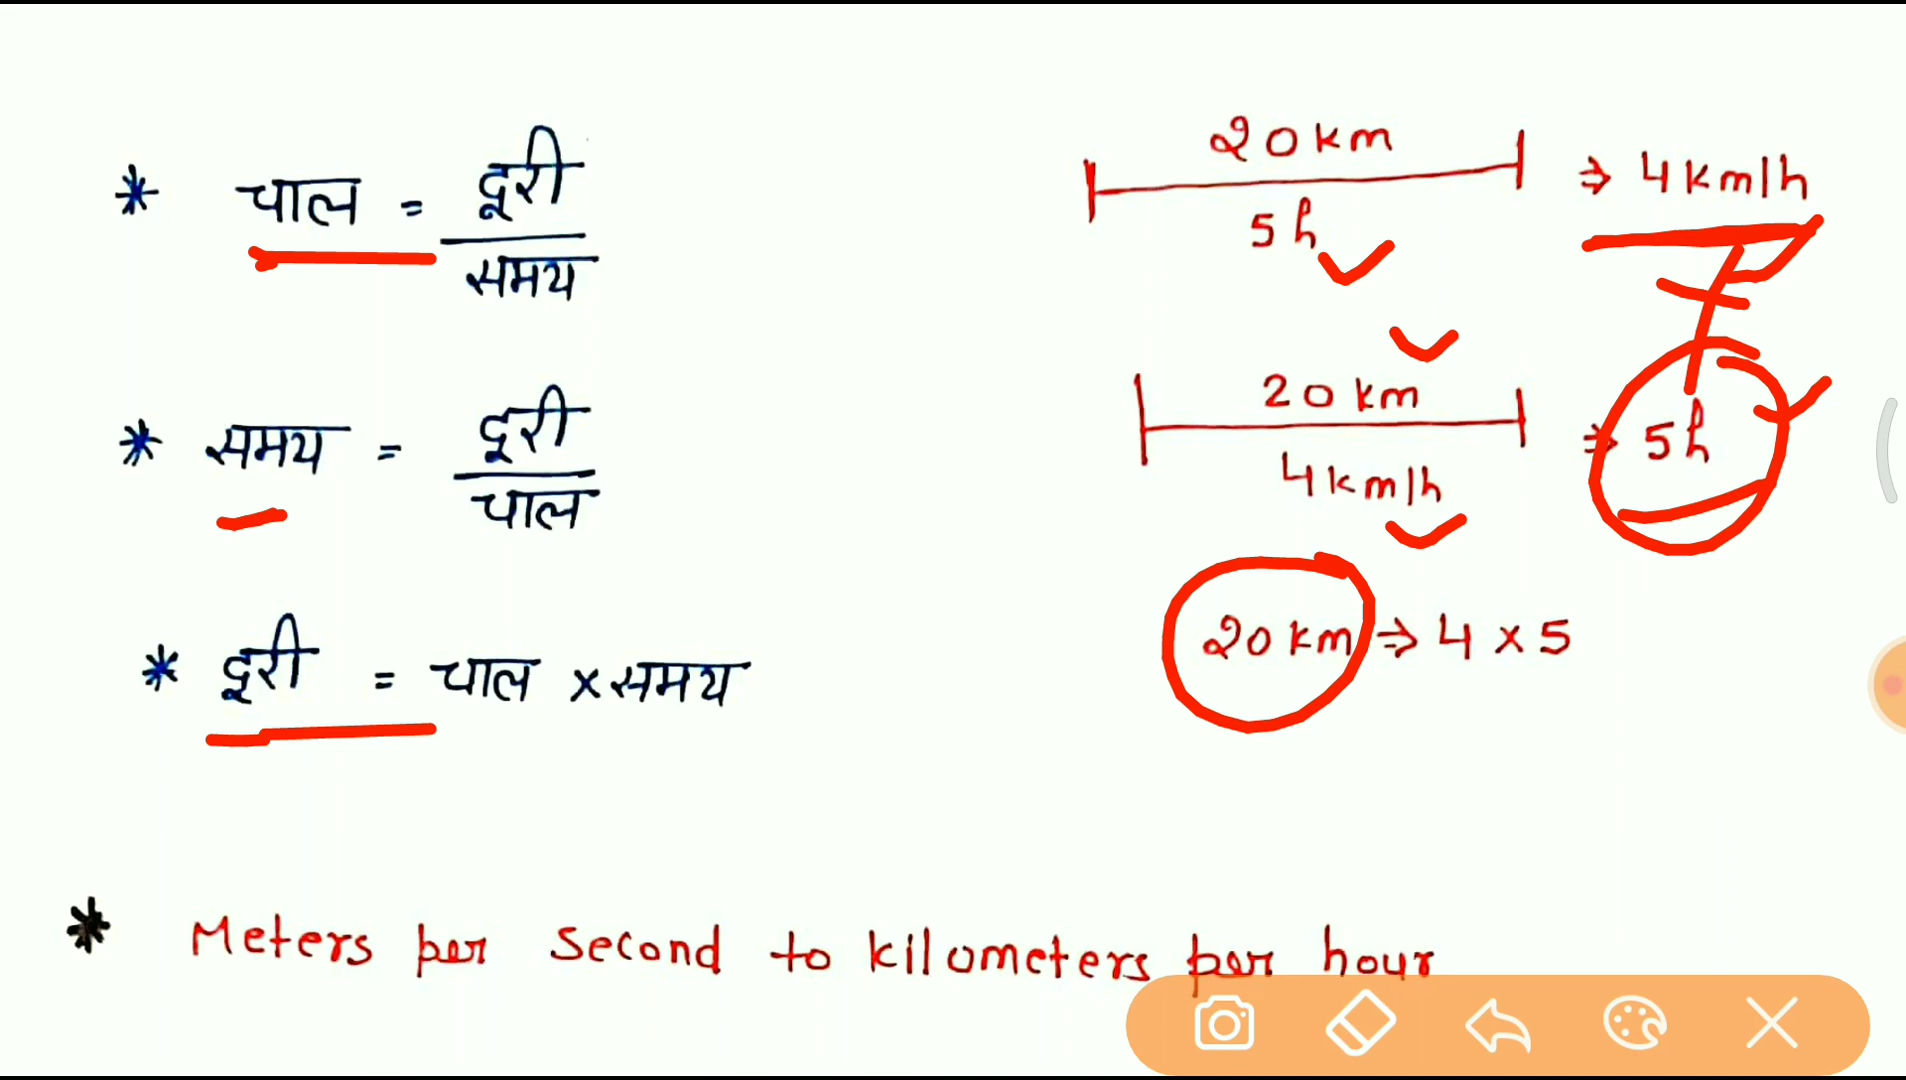 * चाल = दूरी / समय
20 km
5 h
⇒ 4 km/h
* समय = दूरी / चाल
20 km
4 km/h
⇒ 5 h
* दूरी = चाल × समय
20 km ⇒ 4 × 5
* Meters per second to kilometers per hour